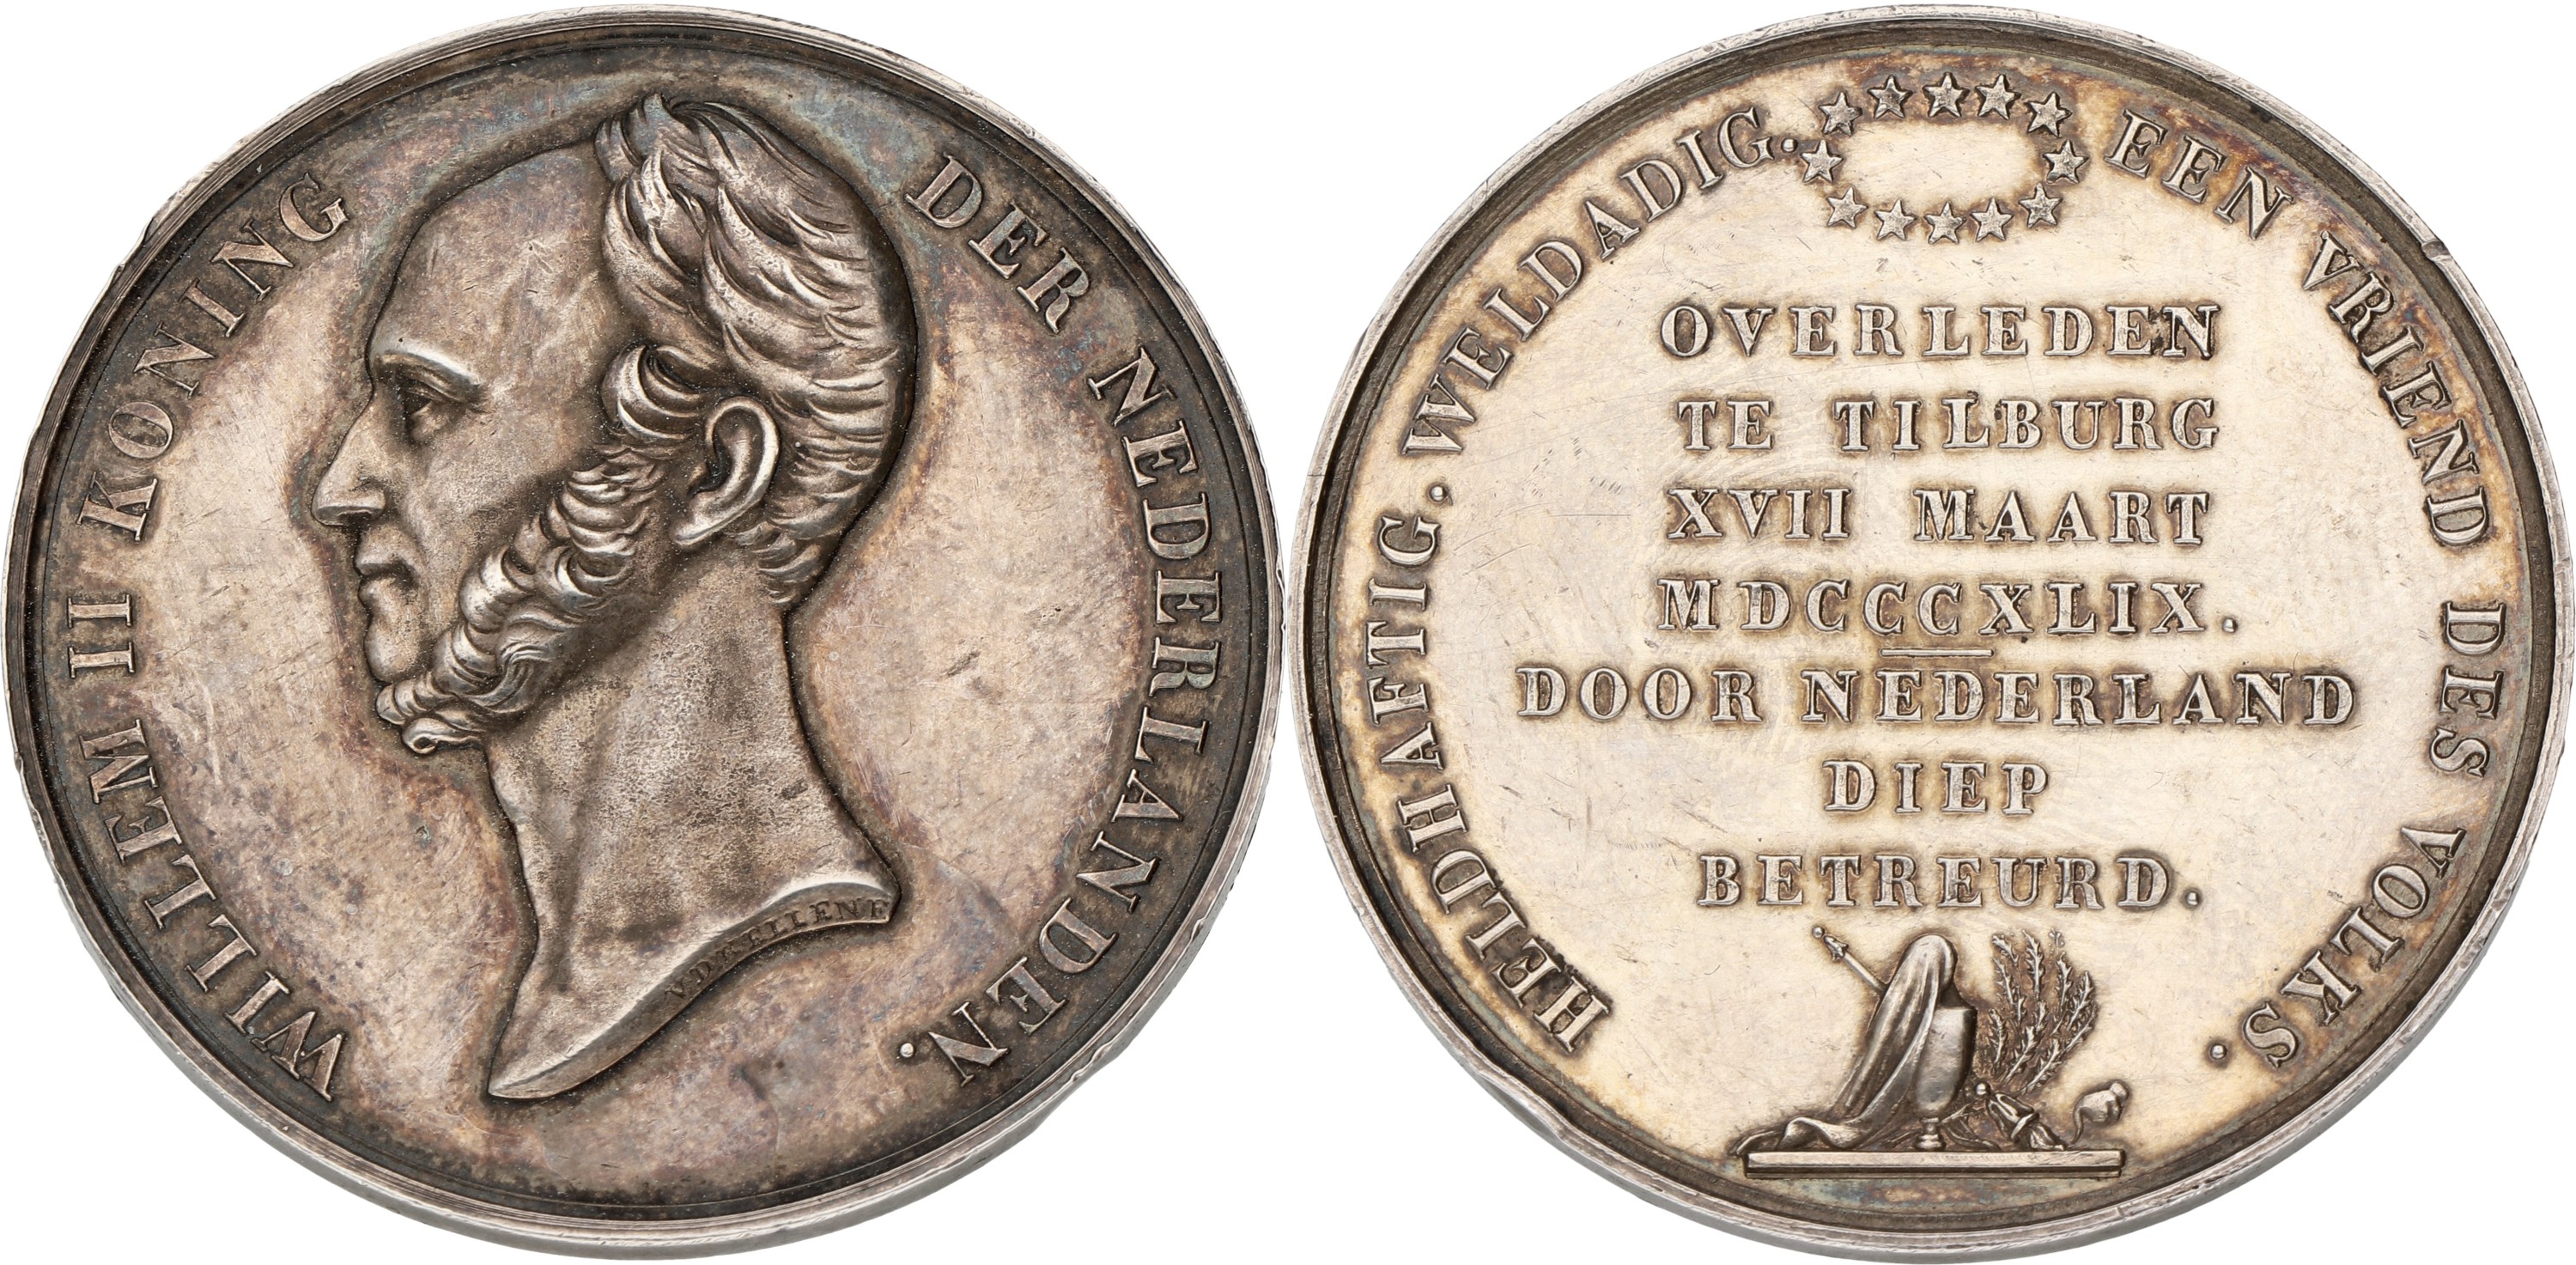 WILLEM II KONING DER NEDERLANDEN.
V.D.KELLEN F
HELDHAFTIG. WELDADIG. EEN VRIEND DES VOLKS.
OVERLEDEN
TE TILBURG
XVII MAART
MDCCCXLIX.
DOOR NEDERLAND
DIEP
BETREURD.